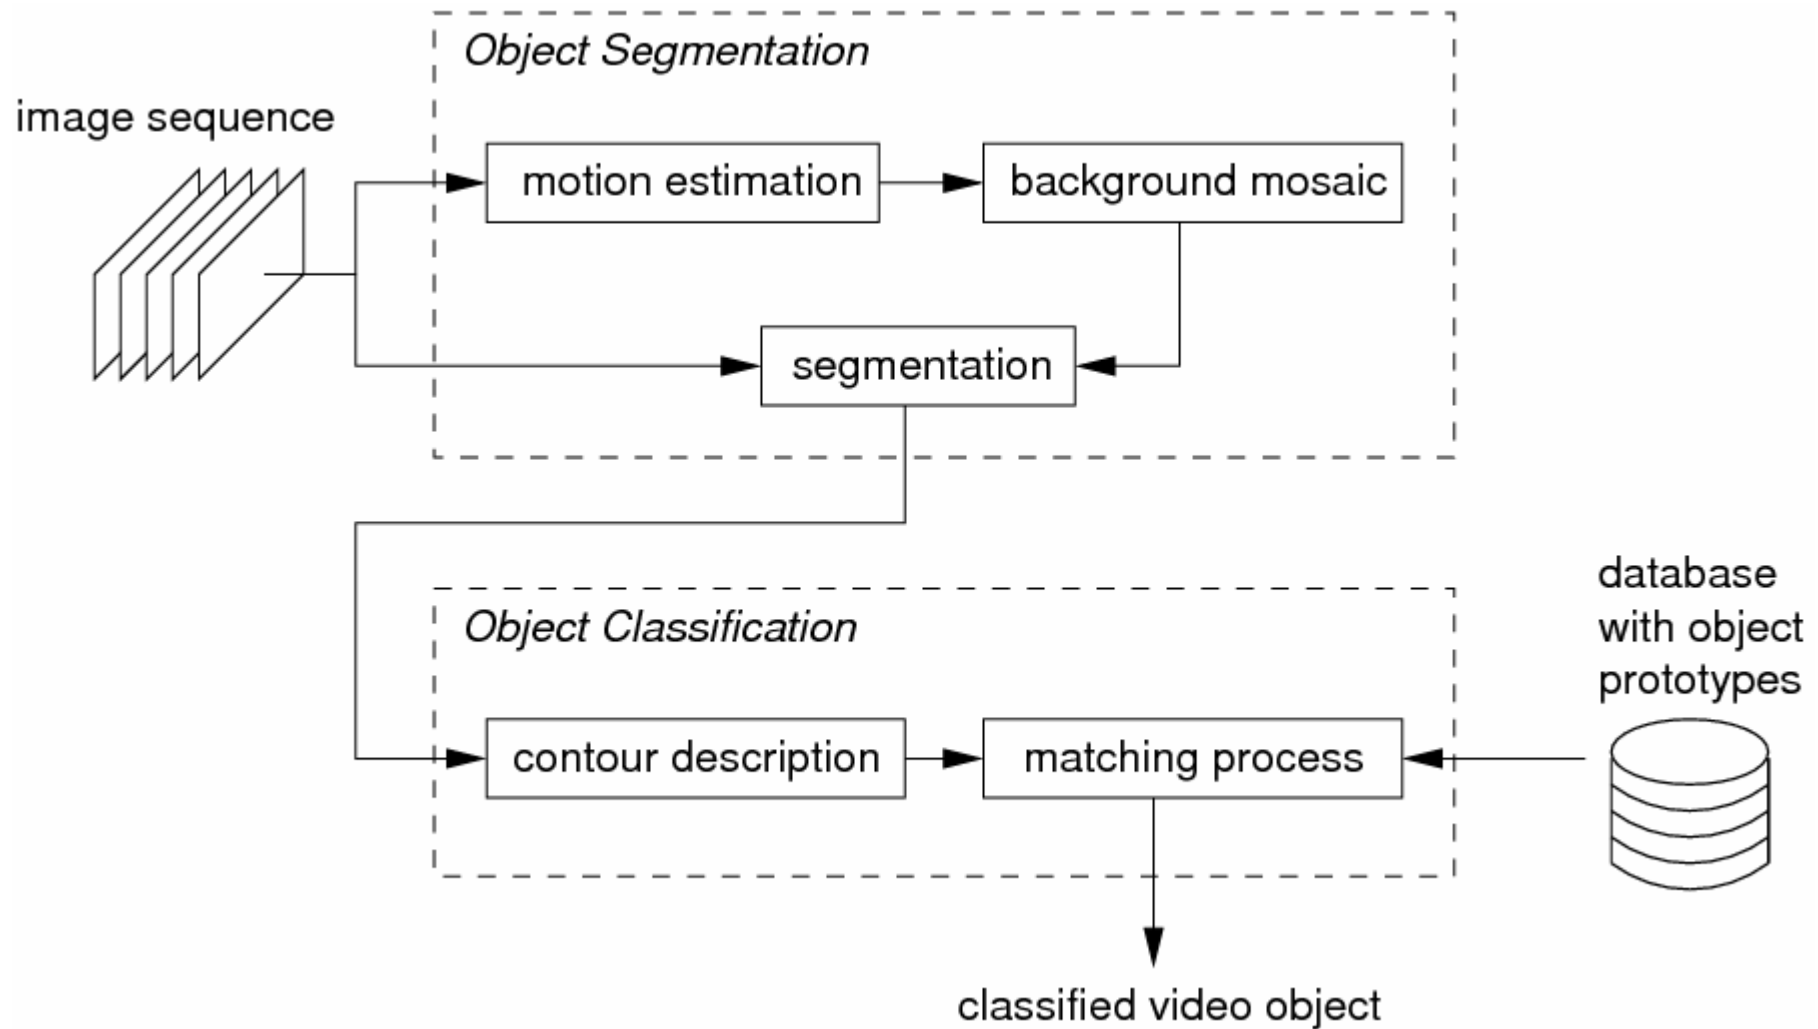 Object Segmentation
image sequence
motion estimation
background mosaic
segmentation
database
with object
prototypes
Object Classification
contour description
matching process
classified video object